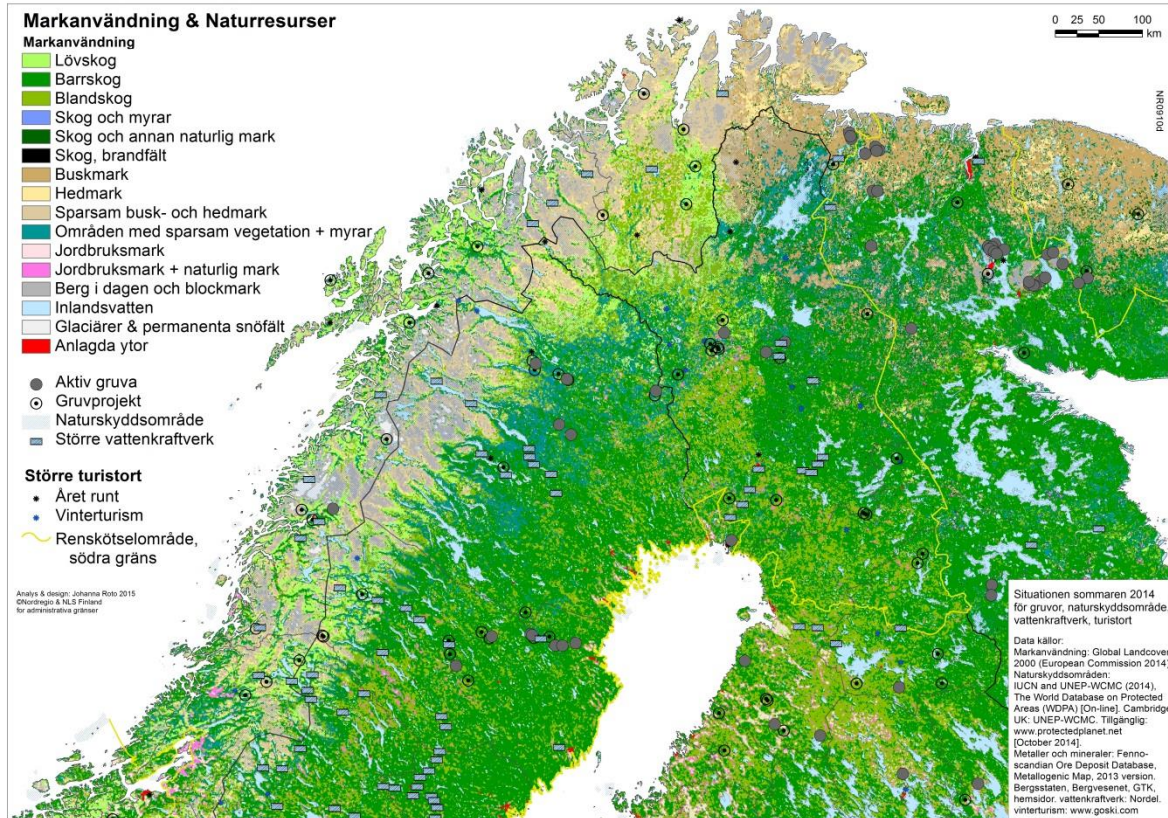 Markanvändning & Naturresurser
Markanvändning
Lövskog
Barrskog
Blandskog
Skog och myrar
Skog och annan naturlig mark
Skog, brandfält
Buskmark
Hedmark
Sparsam busk- och hedmark
Områden med sparsam vegetation + myrar
Jordbruksmark
Jordbruksmark + naturlig mark
Berg i dagen och blockmark
Inlandsvatten
Glaciärer & permanenta snöfält
Anlagda ytor
Aktiv gruva
Gruvprojekt
Naturskyddsområde
Större vattenkraftverk
Större turistort
Året runt
Vinterturism
Renskötselområde,
södra gräns
Analys & design: Johanna Roto 2015
©Nordregio & NLS Finland
for administrativa gränser
0 25 50 100
km
NR0910d
Situationen sommaren 2014
för gruvor, naturskyddsområde,
vattenkraftverk, turistort
Data källor:
Markanvändning: Global Landcover
2000 (European Commission 2014)
Naturskyddsområden:
IUCN and UNEP-WCMC (2014),
The World Database on Protected
Areas (WDPA) [On-line]. Cambridge,
UK: UNEP-WCMC. Tillgänglig:
www.protectedplanet.net
[October 2014].
Metaller och mineraler: Fenno-
scandian Ore Deposit Database,
Metallogenic Map, 2013 version.
Bergsstaten, Bergvesenet, GTK,
hemsidor. vattenkraftverk: Nordel.
vinterturism: www.goski.com